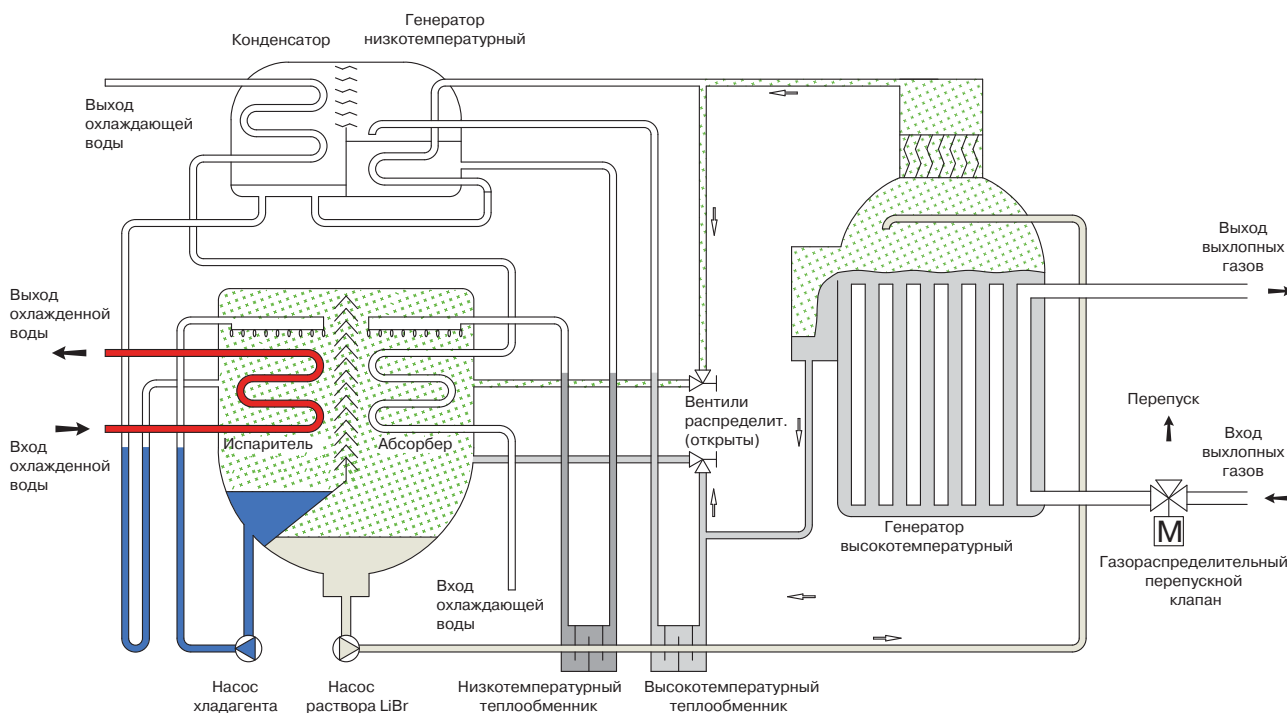 Конденсатор
Генератор
низкотемпературный
Выход
охлаждающей
воды
Выход
охлажденной
воды
Вход
охлажденной
воды
Испаритель
Абсорбер
Вентили
распределит.
(открыты)
Выход
выхлопных
газов
Перепуск
Вход
выхлопных
газов
Генератор
высокотемпературный
М
Газораспределительный
перепускной
клапан
Вход
охлаждающей
воды
Насос
хладагента
Насос
раствора LiBr
Низкотемпературный
теплообменник
Высокотемпературный
теплообменник